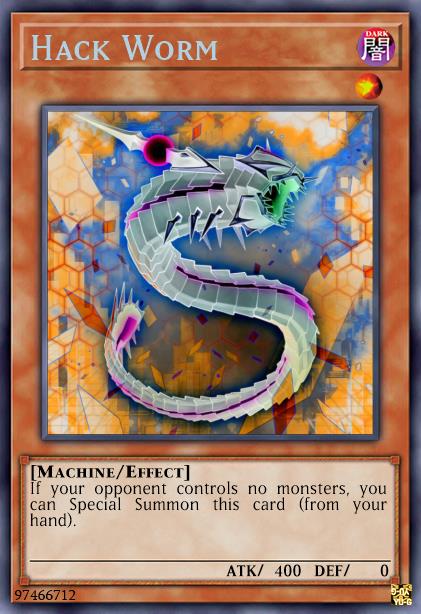 Hack Worm
DARK
闇
[Machine/Effect]
If your opponent controls no monsters, you
can Special Summon this card (from your
hand).
ATK/ 400 DEF/ 0
97466712